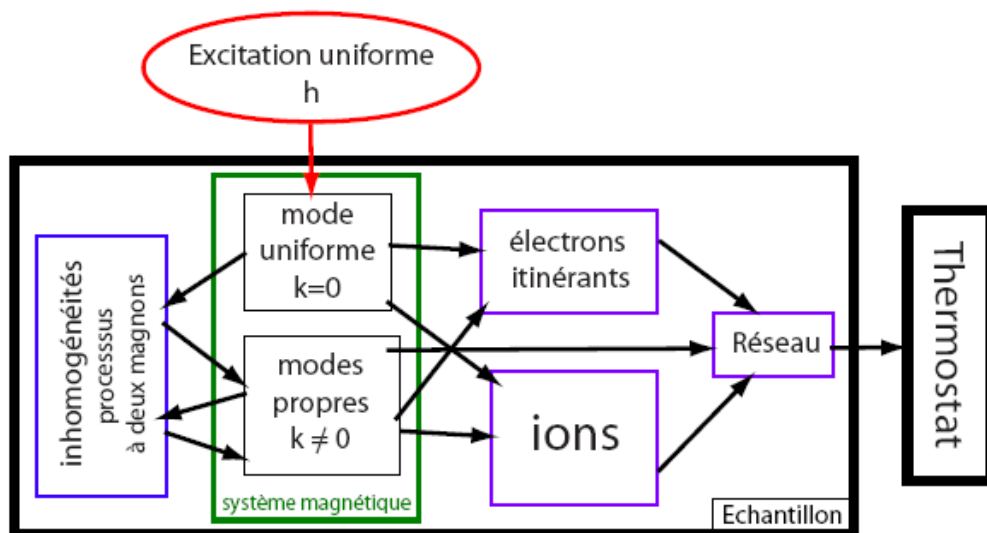 Excitation uniforme
h
mode
uniforme
k=0
électrons
itinérants
inhomogénéités
processsus
à deux magnons
modes
propres
k ≠ 0
Réseau
ions
système magnétique
Echantillon
Thermostat